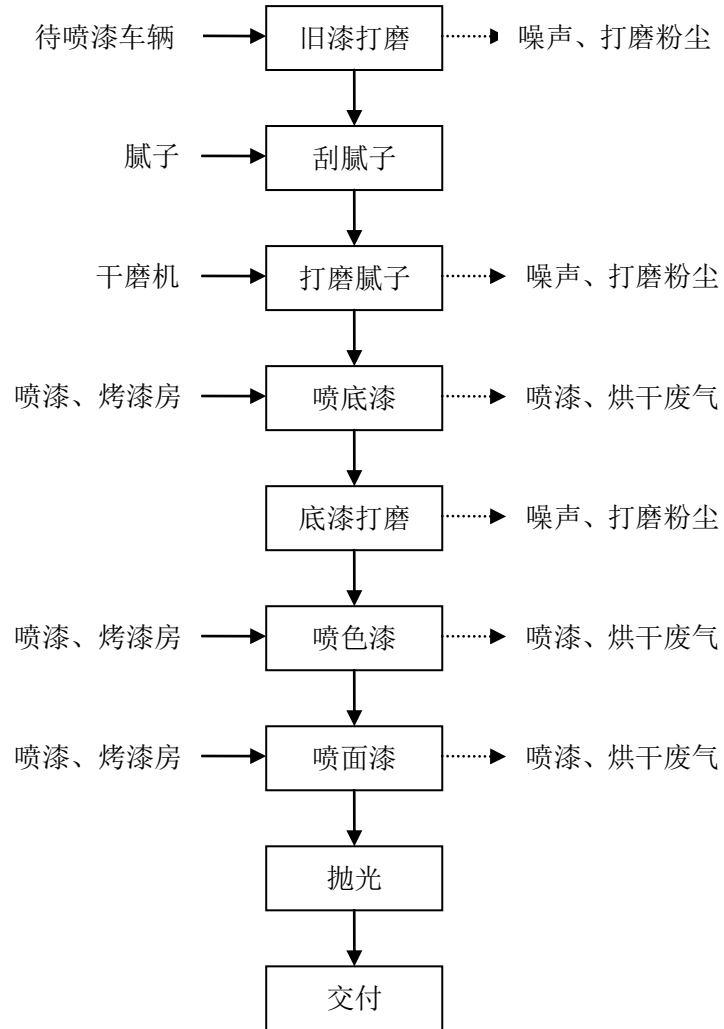 待喷漆车辆 旧漆打磨 噪声、打磨粉尘
腻子 刮腻子
干磨机 打磨腻子 噪声、打磨粉尘
喷漆、烤漆房 喷底漆 喷漆、烘干废气
底漆打磨 噪声、打磨粉尘
喷漆、烤漆房 喷色漆 喷漆、烘干废气
喷漆、烤漆房 喷面漆 喷漆、烘干废气
抛光
交付